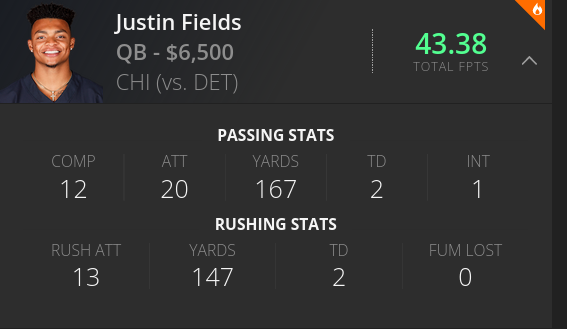 Justin Fields
QB - $6,500
CHI (vs. DET)
43.38
TOTAL FPTS
PASSING STATS
COMP ATT YARDS TD INT
12 20 167 2 1
RUSHING STATS
RUSH ATT YARDS TD FUM LOST
13 147 2 0